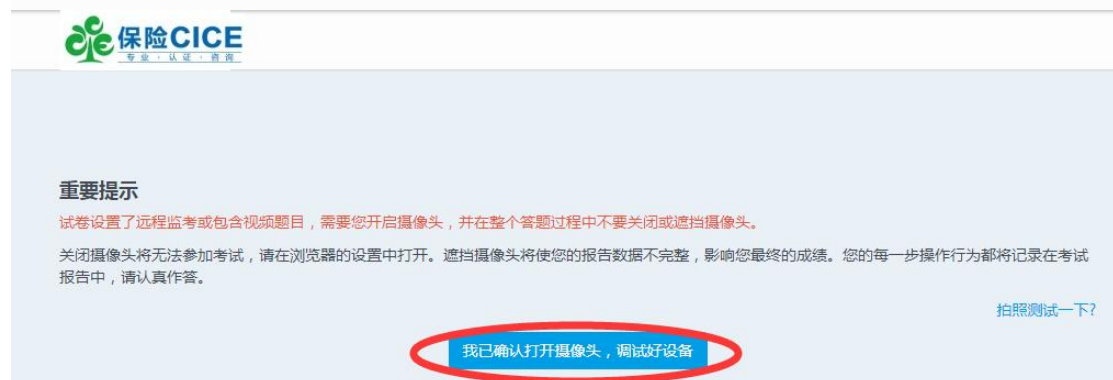 保险CICE
专业·认证·咨询
重要提示
试卷设置了远程监考或包含视频题目，需要您开启摄像头，并在整个答题过程中不要关闭或遮挡摄像头。
关闭摄像头将无法参加考试，请在浏览器的设置中打开。遮挡摄像头将使您的报告数据不完整，影响您最终的成绩。您的每一步操作行为都将记录在考试
报告中，请认真作答。
拍照测试一下?
我已确认打开摄像头，调试好设备